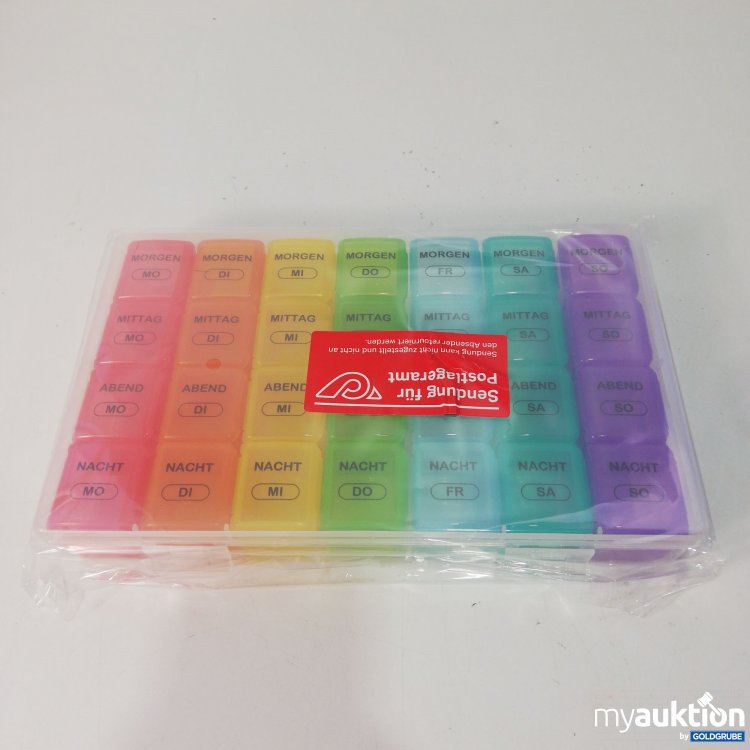 MORGEN MORGEN MORGEN MORGEN MORGEN MORGEN MORGEN
MO DI MI DO FR SA SO
MITTAG MITTAG MITTAG MITTAG MITTAG MITTAG MITTAG
MO DI MI SA SO
Sendung für
Postlageramt
Sendung kann nicht zugestellt und nicht an
den Absender retourniert werden.
ABEND ABEND ABEND ABEND ABEND
MO DI MI SA SO
NACHT NACHT NACHT NACHT NACHT NACHT NACHT
MO DI MI DO FR SA SO
myauktion
by GOLDGRUBE